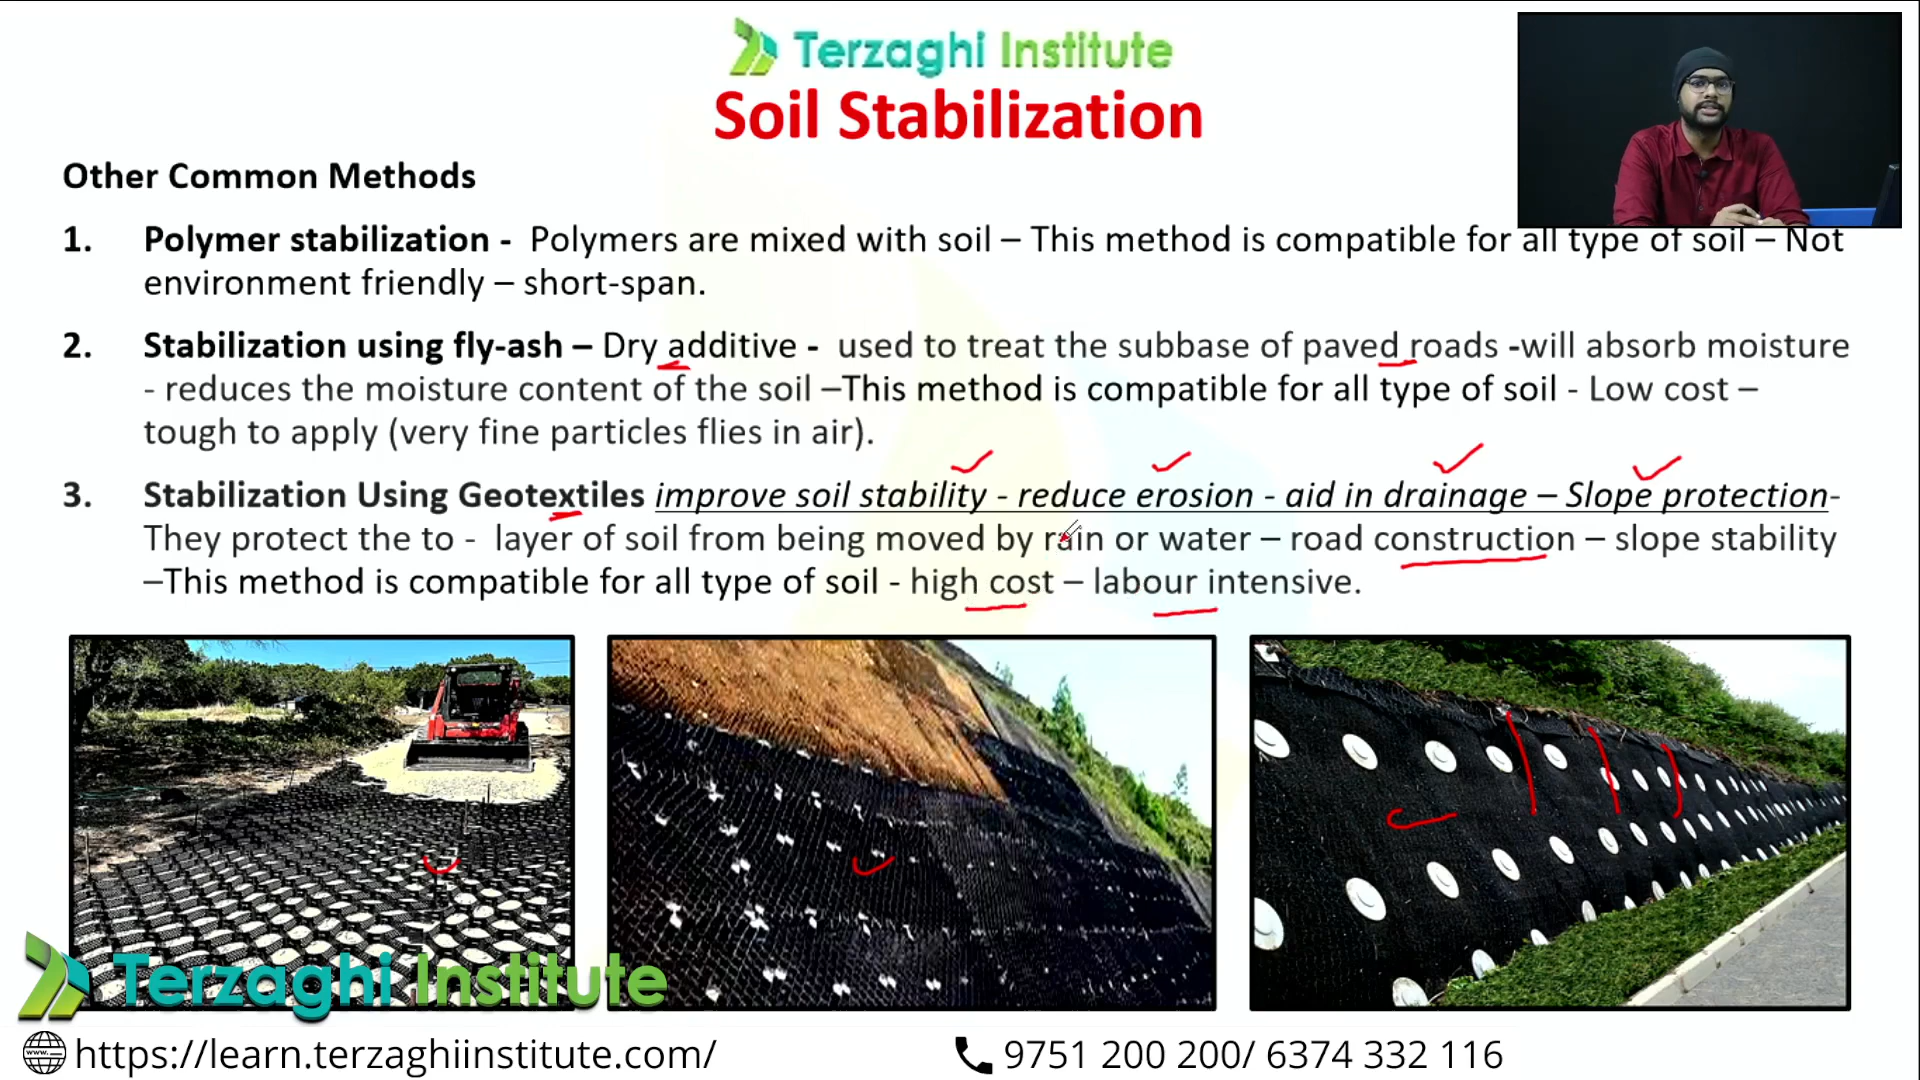 Terzaghi Institute
Soil Stabilization
Other Common Methods
1. Polymer stabilization - Polymers are mixed with soil – This method is compatible for all type of soil – Not
environment friendly – short-span.
2. Stabilization using fly-ash – Dry additive - used to treat the subbase of paved roads -will absorb moisture
- reduces the moisture content of the soil –This method is compatible for all type of soil - Low cost –
tough to apply (very fine particles flies in air).
3. Stabilization Using Geotextiles improve soil stability - reduce erosion - aid in drainage – Slope protection-
They protect the to - layer of soil from being moved by rain or water – road construction – slope stability
–This method is compatible for all type of soil - high cost – labour intensive.
Terzaghi Institute
www.. https://learn.terzaghiinstitute.com/ 9751 200 200/ 6374 332 116